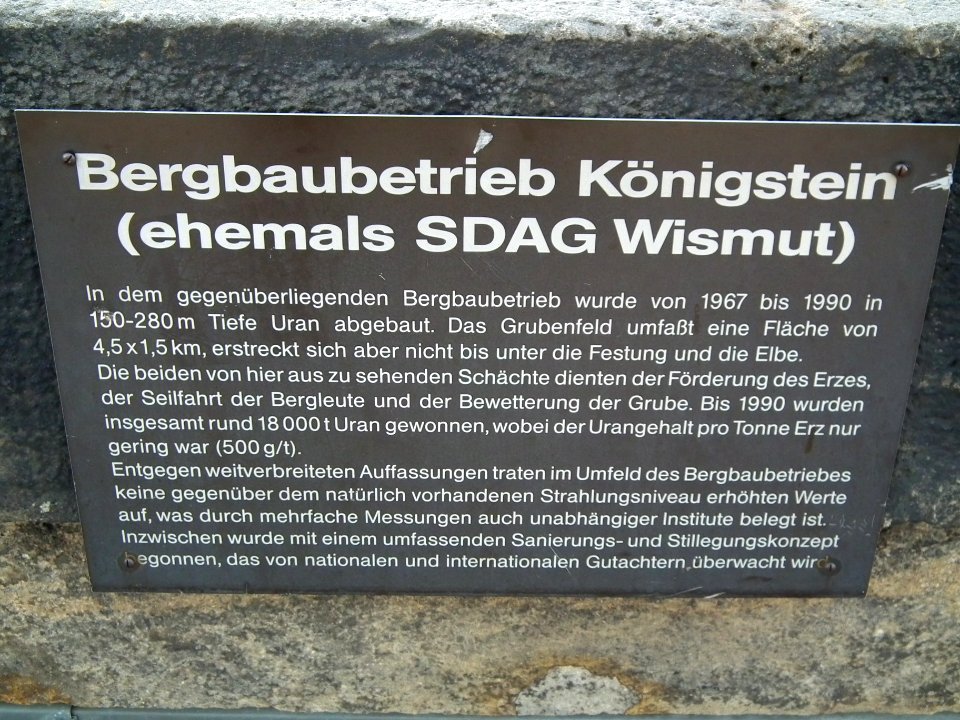 Bergbaubetrieb Königstein
(ehemals SDAG Wismut)
In dem gegenüberliegenden Bergbaubetrieb wurde von 1967 bis 1990 in
150-280 m Tiefe Uran abgebaut. Das Grubenfeld umfaßt eine Fläche von
4,5 x 1,5 km, erstreckt sich aber nicht bis unter die Festung und die Elbe.
Die beiden von hier aus zu sehenden Schächte dienten der Förderung des Erzes,
der Seilfahrt der Bergleute und der Bewetterung der Grube. Bis 1990 wurden
insgesamt rund 18 000 t Uran gewonnen, wobei der Urangehalt pro Tonne Erz nur
gering war (500 g/t).
Entgegen weitverbreiteten Auffassungen traten im Umfeld des Bergbaubetriebes
keine gegenüber dem natürlich vorhandenen Strahlungsniveau erhöhten Werte
auf, was durch mehrfache Messungen auch unabhängiger Institute belegt ist.
Inzwischen wurde mit einem umfassenden Sanierungs- und Stillegungskonzept
begonnen, das von nationalen und internationalen Gutachtern überwacht wird.